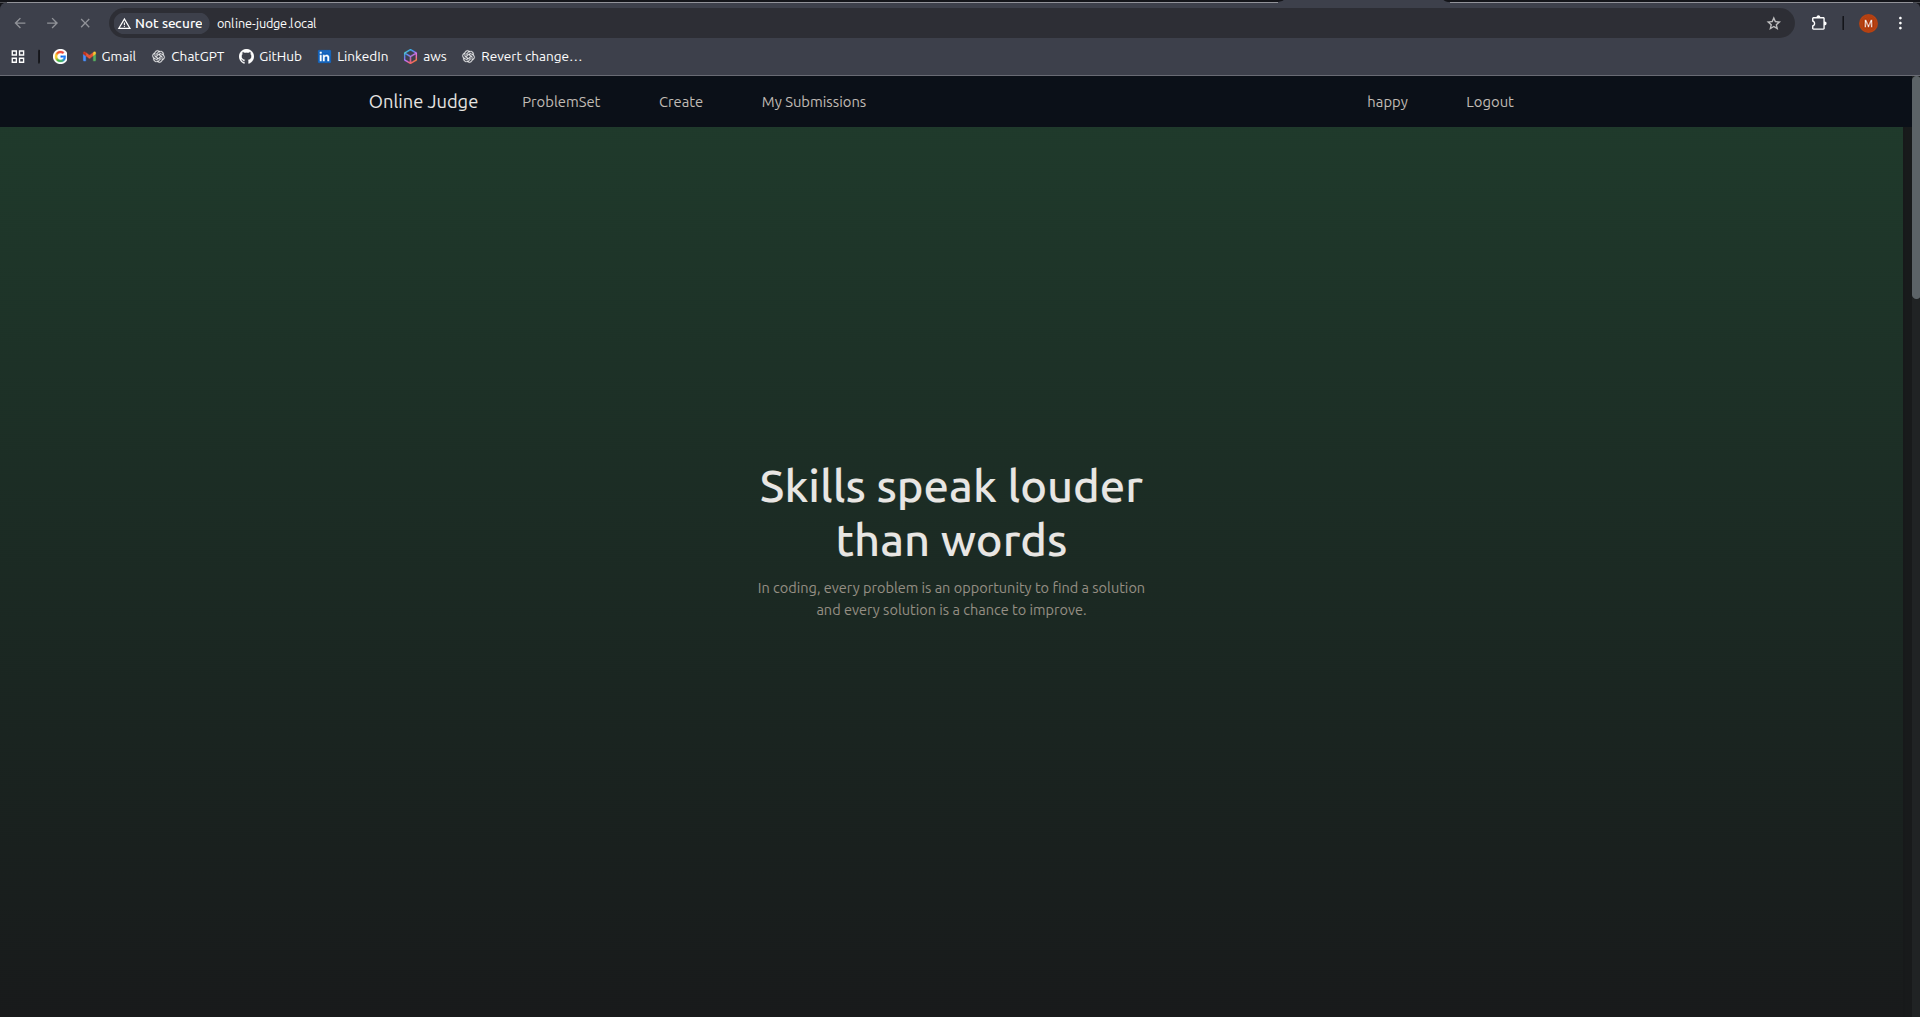 Not secure online-judge.local
M
Gmail ChatGPT GitHub LinkedIn aws Revert change...
Online Judge ProblemSet Create My Submissions happy Logout
Skills speak louder
than words
In coding, every problem is an opportunity to find a solution
and every solution is a chance to improve.